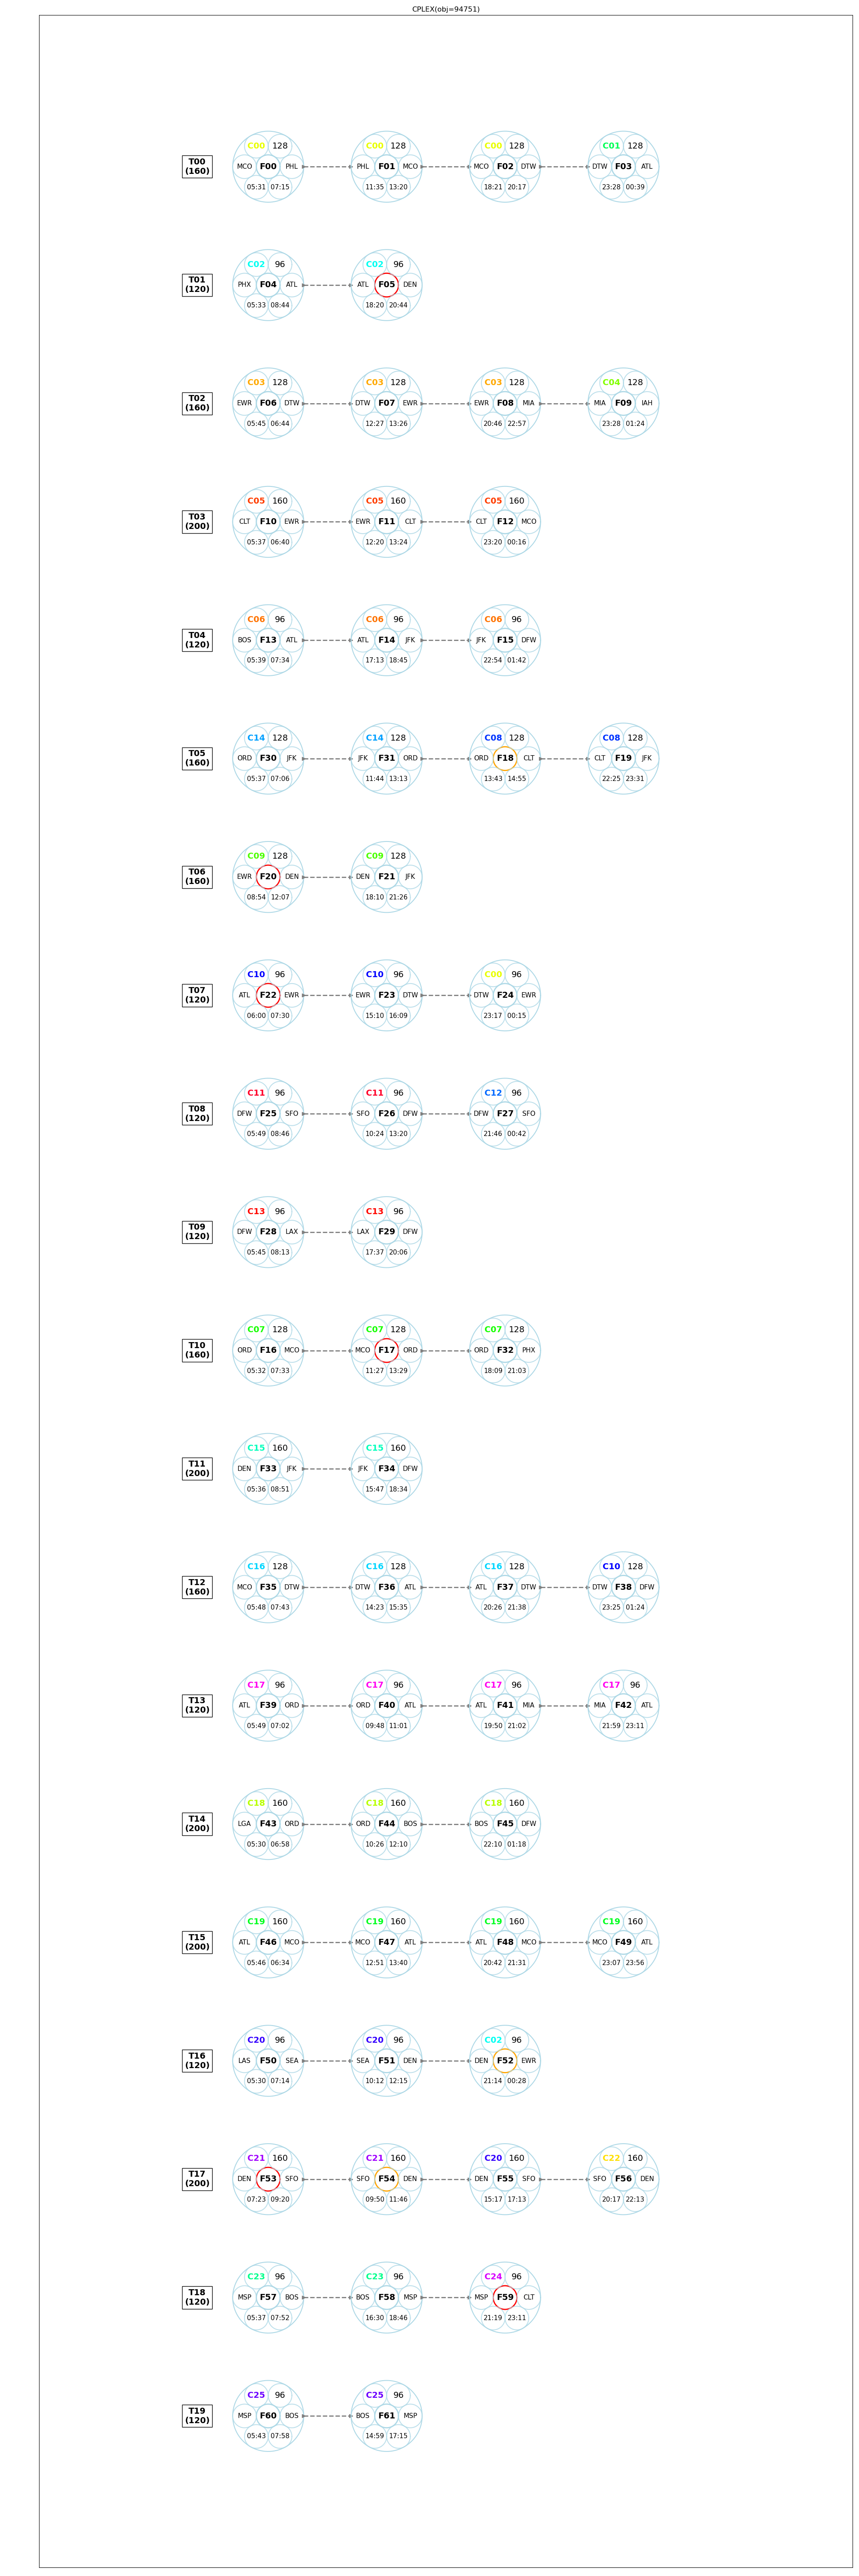 CPLEX(obj=94751)
T00 (160)
C00 128 MCO F00 PHL 05:31 07:15
C00 128 PHL F01 MCO 11:35 13:20
C00 128 MCO F02 DTW 18:21 20:17
C01 128 DTW F03 ATL 23:28 00:39
T01 (120)
C02 96 PHX F04 ATL 05:33 08:44
C02 96 ATL F05 DEN 18:20 20:44
T02 (160)
C03 128 EWR F06 DTW 05:45 06:44
C03 128 DTW F07 EWR 12:27 13:26
C03 128 EWR F08 MIA 20:46 22:57
C04 128 MIA F09 IAH 23:28 01:24
T03 (200)
C05 160 CLT F10 EWR 05:37 06:40
C05 160 EWR F11 CLT 12:20 13:24
C05 160 CLT F12 MCO 23:20 00:16
T04 (120)
C06 96 BOS F13 ATL 05:39 07:34
C06 96 ATL F14 JFK 17:13 18:45
C06 96 JFK F15 DFW 22:54 01:42
T05 (160)
C14 128 ORD F30 JFK 05:37 07:06
C14 128 JFK F31 ORD 11:44 13:13
C08 128 ORD F18 CLT 13:43 14:55
C08 128 CLT F19 JFK 22:25 23:31
T06 (160)
C09 128 EWR F20 DEN 08:54 12:07
C09 128 DEN F21 JFK 18:10 21:26
T07 (120)
C10 96 ATL F22 EWR 06:00 07:30
C10 96 EWR F23 DTW 15:10 16:09
C00 96 DTW F24 EWR 23:17 00:15
T08 (120)
C11 96 DFW F25 SFO 05:49 08:46
C11 96 SFO F26 DFW 10:24 13:20
C12 96 DFW F27 SFO 21:46 00:42
T09 (120)
C13 96 DFW F28 LAX 05:45 08:13
C13 96 LAX F29 DFW 17:37 20:06
T10 (160)
C07 128 ORD F16 MCO 05:32 07:33
C07 128 MCO F17 ORD 11:27 13:29
C07 128 ORD F32 PHX 18:09 21:03
T11 (200)
C15 160 DEN F33 JFK 05:36 08:51
C15 160 JFK F34 DFW 15:47 18:34
T12 (160)
C16 128 MCO F35 DTW 05:48 07:43
C16 128 DTW F36 ATL 14:23 15:35
C16 128 ATL F37 DTW 20:26 21:38
C10 128 DTW F38 DFW 23:25 01:24
T13 (120)
C17 96 ATL F39 ORD 05:49 07:02
C17 96 ORD F40 ATL 09:48 11:01
C17 96 ATL F41 MIA 19:50 21:02
C17 96 MIA F42 ATL 21:59 23:11
T14 (200)
C18 160 LGA F43 ORD 05:30 06:58
C18 160 ORD F44 BOS 10:26 12:10
C18 160 BOS F45 DFW 22:10 01:18
T15 (200)
C19 160 ATL F46 MCO 05:46 06:34
C19 160 MCO F47 ATL 12:51 13:40
C19 160 ATL F48 MCO 20:42 21:31
C19 160 MCO F49 ATL 23:07 23:56
T16 (120)
C20 96 LAS F50 SEA 05:30 07:14
C20 96 SEA F51 DEN 10:12 12:15
C02 96 DEN F52 EWR 21:14 00:28
T17 (200)
C21 160 DEN F53 SFO 07:23 09:20
C21 160 SFO F54 DEN 09:50 11:46
C20 160 DEN F55 SFO 15:17 17:13
C22 160 SFO F56 DEN 20:17 22:13
T18 (120)
C23 96 MSP F57 BOS 05:37 07:52
C23 96 BOS F58 MSP 16:30 18:46
C24 96 MSP F59 CLT 21:19 23:11
T19 (120)
C25 96 MSP F60 BOS 05:43 07:58
C25 96 BOS F61 MSP 14:59 17:15